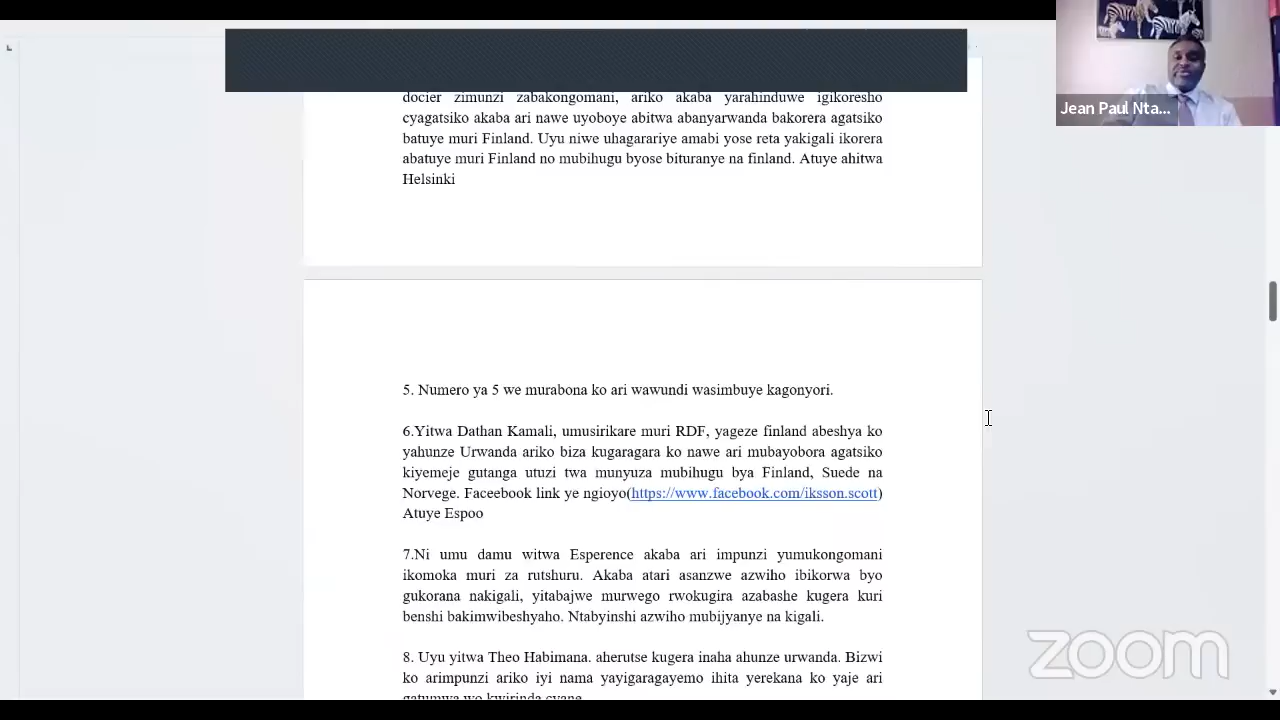 docier zimunzi zabakongomani, ariko akaba yarahinduwe igikoresho
cyagatsiko akaba ari nawe uyoboye abitwa abanyarwanda bakorera agatsiko
batuye muri Finland. Uyu niwe uhagarariye amabi yose reta yakigali ikorera
abatuye muri Finland no mubihugu byose bituranye na finland. Atuye ahitwa
Helsinki
5. Numero ya 5 we murabona ko ari wawundi wasimbuye kagonyori.
6.Yitwa Dathan Kamali, umusirikare muri RDF, yageze finland abeshya ko
yahunze Urwanda ariko biza kugaragara ko nawe ari mubayobora agatsiko
kiyemeje gutanga utuzi twa munyuza mubihugu bya Finland, Suede na
Norvege. Faceebook link ye ngioyo(https://www.facebook.com/iksson.scott)
Atuye Espoo
7.Ni umu damu witwa Esperence akaba ari impunzi yumukongomani
ikomoka muri za rutshuru. Akaba atari asanzwe azwiho ibikorwa byo
gukorana nakigali, yitabajwe murwego rwokugira azabashe kugera kuri
benshi bakimwibeshyaho. Ntabyinshi azwiho mubijyanye na kigali.
8. Uyu yitwa Theo Habimana. aherutse kugera inaha ahunze urwanda. Bizwi
ko arimpunzi ariko iyi nama yayigaragayemo ihita yerekana ko yaje ari
gatumwa wo kwirinda cyane
Jean Paul Nta...
zoom